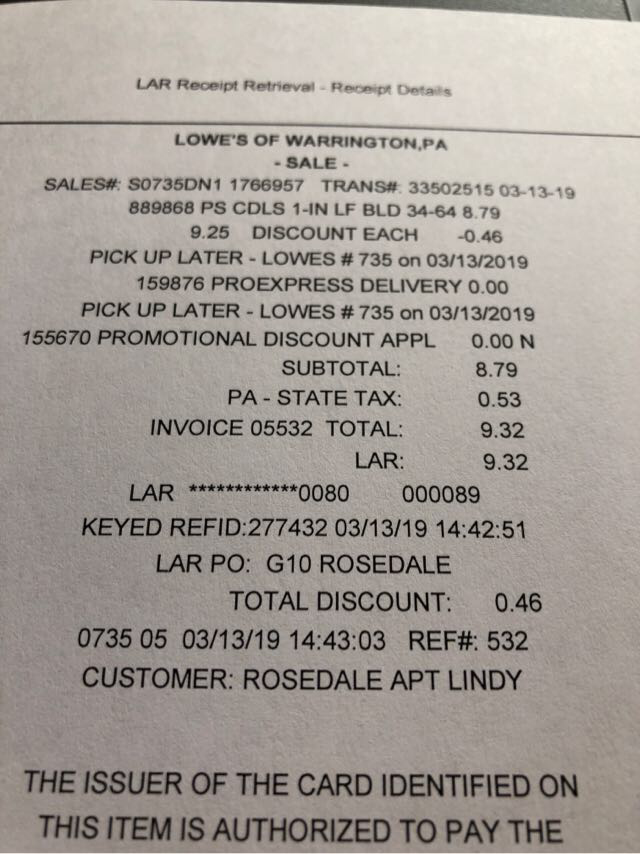 LAR Receipt Retrieval - Receipt Details
LOWE'S OF WARRINGTON,PA
- SALE -
SALES#: S0735DN1 1766957 TRANS#: 33502515 03-13-19
889868 PS CDLS 1-IN LF BLD 34-64 8.79
9.25 DISCOUNT EACH -0.46
PICK UP LATER - LOWES # 735 on 03/13/2019
159876 PROEXPRESS DELIVERY 0.00
PICK UP LATER - LOWES # 735 on 03/13/2019
155670 PROMOTIONAL DISCOUNT APPL 0.00 N
SUBTOTAL: 8.79
PA - STATE TAX: 0.53
INVOICE 05532 TOTAL: 9.32
LAR: 9.32
LAR ************0080 000089
KEYED REFID:277432 03/13/19 14:42:51
LAR PO: G10 ROSEDALE
TOTAL DISCOUNT: 0.46
0735 05 03/13/19 14:43:03 REF#: 532
CUSTOMER: ROSEDALE APT LINDY
THE ISSUER OF THE CARD IDENTIFIED ON
THIS ITEM IS AUTHORIZED TO PAY THE